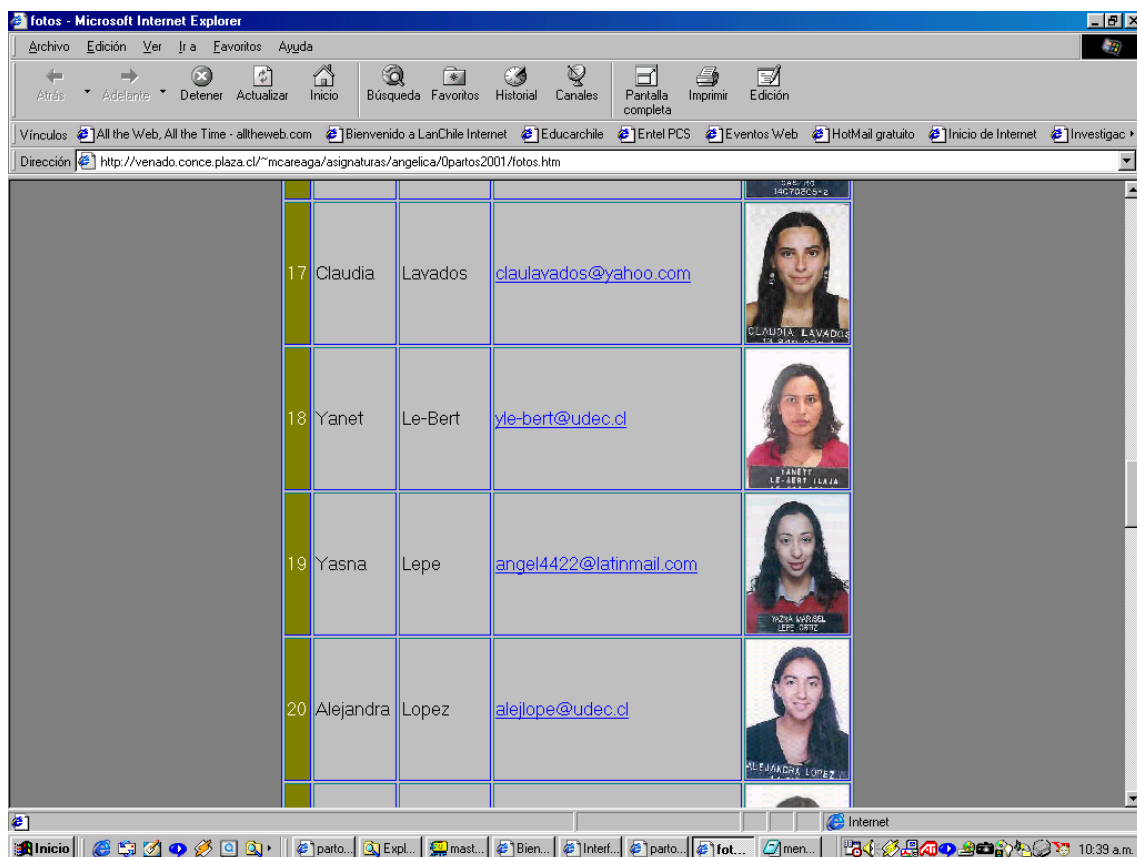 fotos - Microsoft Internet Explorer
Archivo Edición Ver Ir a Favoritos Ayuda
Atrás Adelante Detener Actualizar Inicio Búsqueda Favoritos Historial Canales Pantalla completa Imprimir Edición
Vínculos All the Web, All the Time - alltheweb.com Bienvenido a LanChile Internet Educarchile Entel PCS Eventos Web HotMail gratuito Inicio de Internet Investigac
Dirección http://venado.conce.plaza.cl/~mcareaga/asignaturas/angelica/0partos2001/fotos.htm
17 Claudia Lavados claulavados@yahoo.com
CLAUDIA LAVADOS
18 Yanet Le-Bert yle-bert@udec.cl
YANETT
LE-BERT ILAJA
19 Yasna Lepe angel4422@latinmail.com
YAZNA MARISEL
LEPE ORTIZ
20 Alejandra Lopez alejlope@udec.cl
ALEJANDRA LOPEZ
Internet
Inicio parto... Expl... mast... Bien... Interf... parto... fot... men... 10:39 a.m.